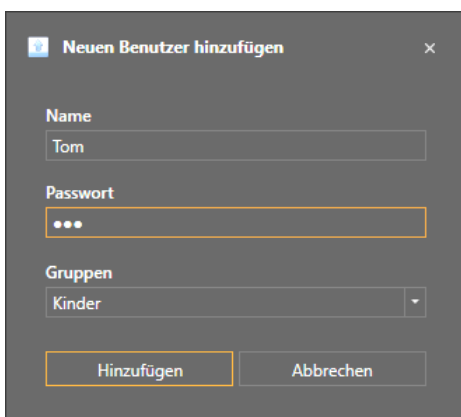 Neuen Benutzer hinzufügen
Name
Tom
Passwort
●●●
Gruppen
Kinder
Hinzufügen Abbrechen